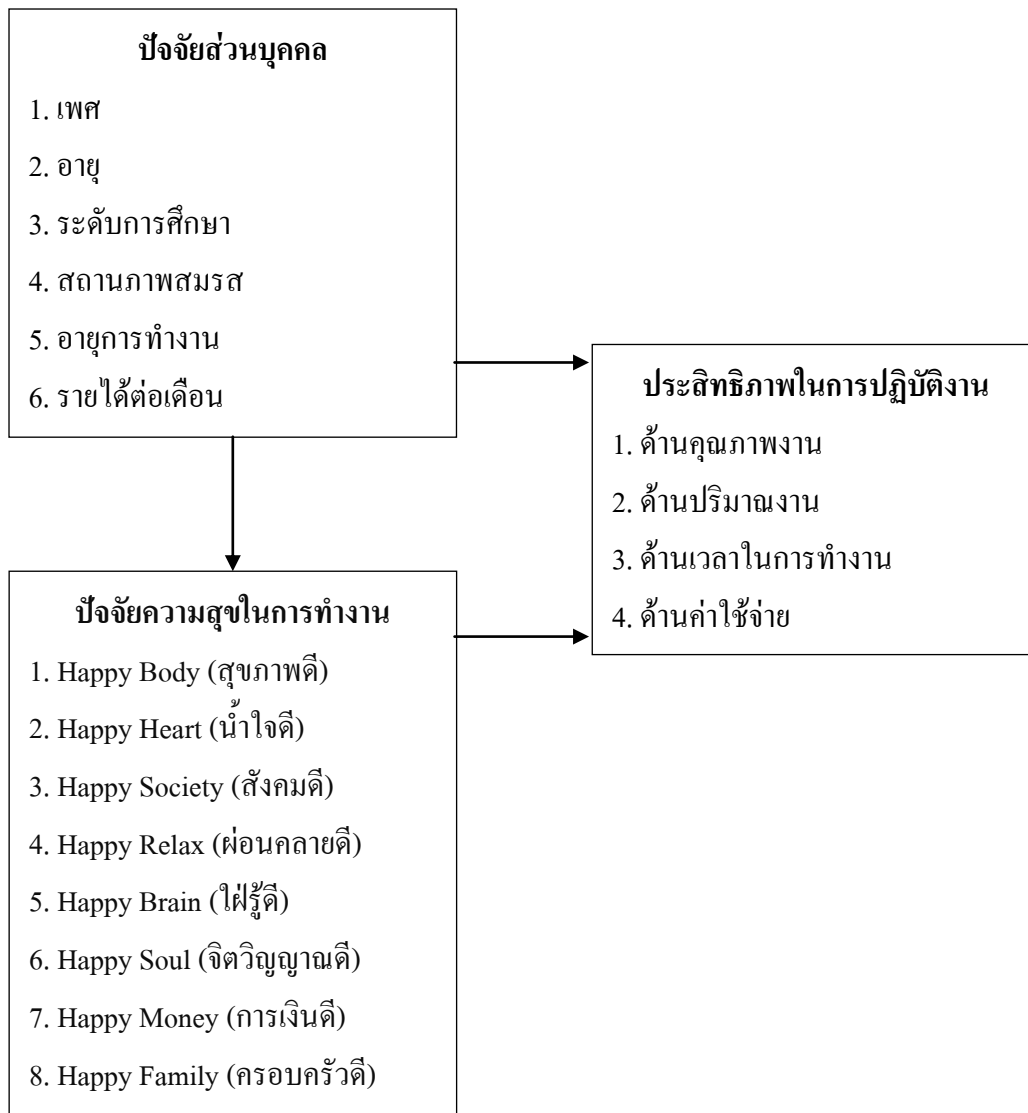 ปัจจัยส่วนบุคคล
1. เพศ
2. อายุ
3. ระดับการศึกษา
4. สถานภาพสมรส
5. อายุการทำงาน
6. รายได้ต่อเดือน
ประสิทธิภาพในการปฏิบัติงาน
1. ด้านคุณภาพงาน
2. ด้านปริมาณงาน
3. ด้านเวลาในการทำงาน
4. ด้านค่าใช้จ่าย
ปัจจัยความสุขในการทำงาน
1. Happy Body (สุขภาพดี)
2. Happy Heart (น้ำใจดี)
3. Happy Society (สังคมดี)
4. Happy Relax (ผ่อนคลายดี)
5. Happy Brain (ใฝ่รู้ดี)
6. Happy Soul (จิตวิญญาณดี)
7. Happy Money (การเงินดี)
8. Happy Family (ครอบครัวดี)